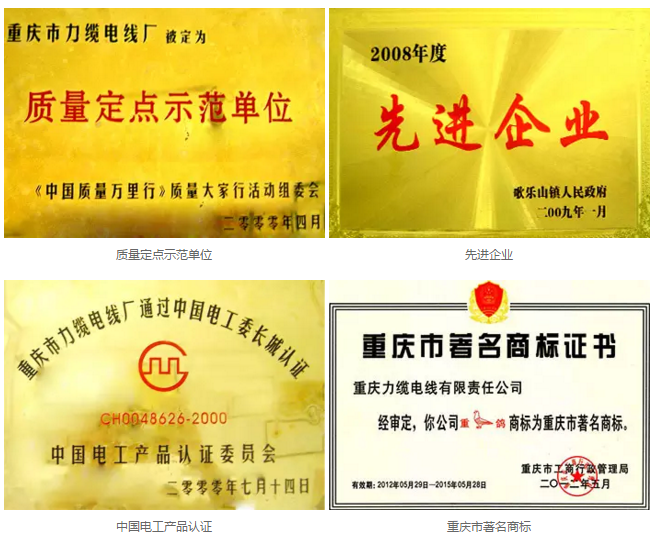 重庆市力缆电线厂 被定为
质量定点示范单位
《中国质量万里行》质量大家行活动组委会
二零零零年四月
质量定点示范单位
2008年度
先进企业
歌乐山镇人民政府
二00九年一月
先进企业
重庆市力缆电线厂通过中国电工委长城认证
CH0048626-2000
中国电工产品认证委员会
二零零零年七月十四日
中国电工产品认证
重庆市著名商标证书
重庆力缆电线有限责任公司
经审定，你公司重鸽商标为重庆市著名商标。
重庆市工商行政管理局
二〇一二年五月
有效期：2012年05月29日—2015年05月28日
重庆市著名商标